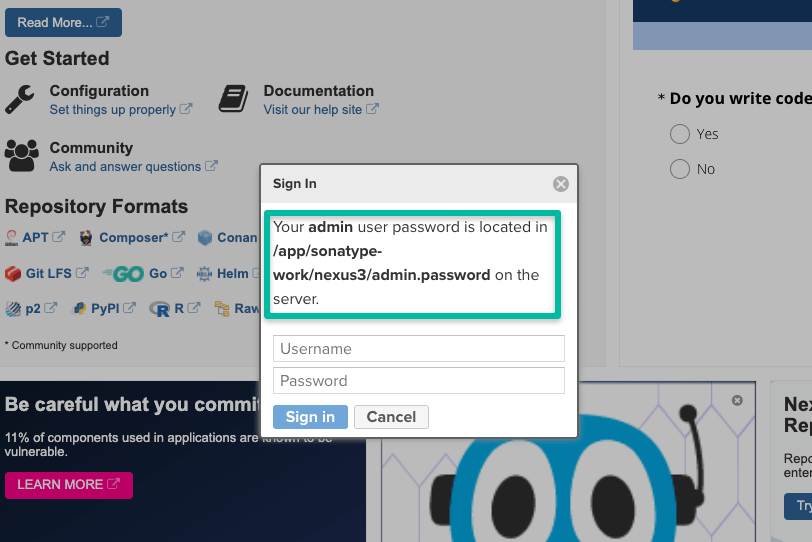 Read More...
Get Started
Configuration
Set things up properly
Documentation
Visit our help site
Community
Ask and answer questions
Repository Formats
APT
Composer*
Conan
Git LFS
Go
Helm
p2
PyPI
R
Raw
* Community supported
* Do you write code
Yes
No
Sign In
Your admin user password is located in
/app/sonatype-
work/nexus3/admin.password on the
server.
Username
Password
Sign in
Cancel
Be careful what you commit
11% of components used in applications are known to be
vulnerable.
LEARN MORE
Nex
Rep
Repo
enter
Try